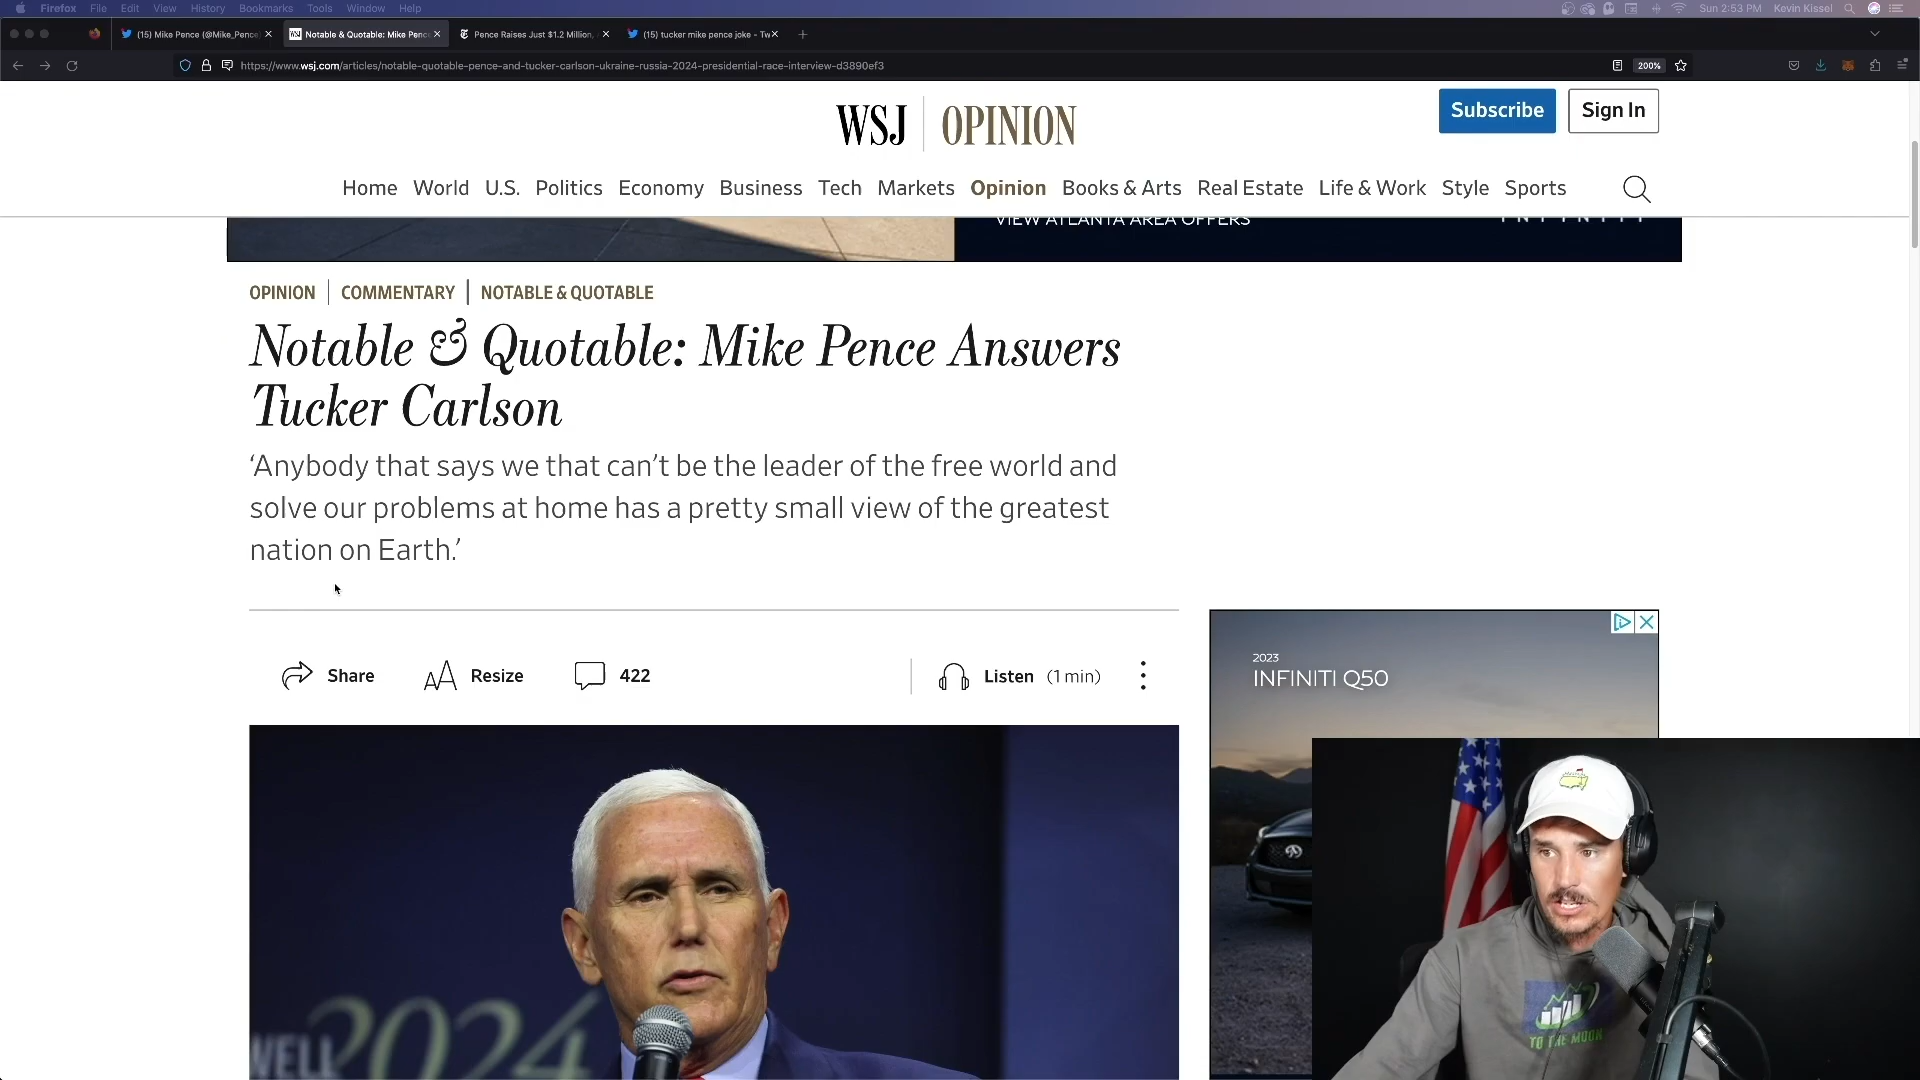 Firefox File Edit View History Bookmarks Tools Window Help
Sun 2:53 PM Kevin Kissel
(15) Mike Pence (@Mike_Pence
Notable & Quotable: Mike Penc
Pence Raises Just $1.2 Million,
(15) tucker mike pence joke - Tw
https://www.wsj.com/articles/notable-quotable-pence-and-tucker-carlson-ukraine-russia-2024-presidential-race-interview-d3890ef3
200%
WSJ OPINION
Subscribe
Sign In
Home World U.S. Politics Economy Business Tech Markets Opinion Books & Arts Real Estate Life & Work Style Sports
VIEW ATLANTA AREA OFFERS
OPINION COMMENTARY NOTABLE & QUOTABLE
Notable & Quotable: Mike Pence Answers
Tucker Carlson
‘Anybody that says we that can’t be the leader of the free world and
solve our problems at home has a pretty small view of the greatest
nation on Earth.’
Share
Resize
422
Listen (1 min)
2023
INFINITI Q50
WELL 2024
TO THE MOON